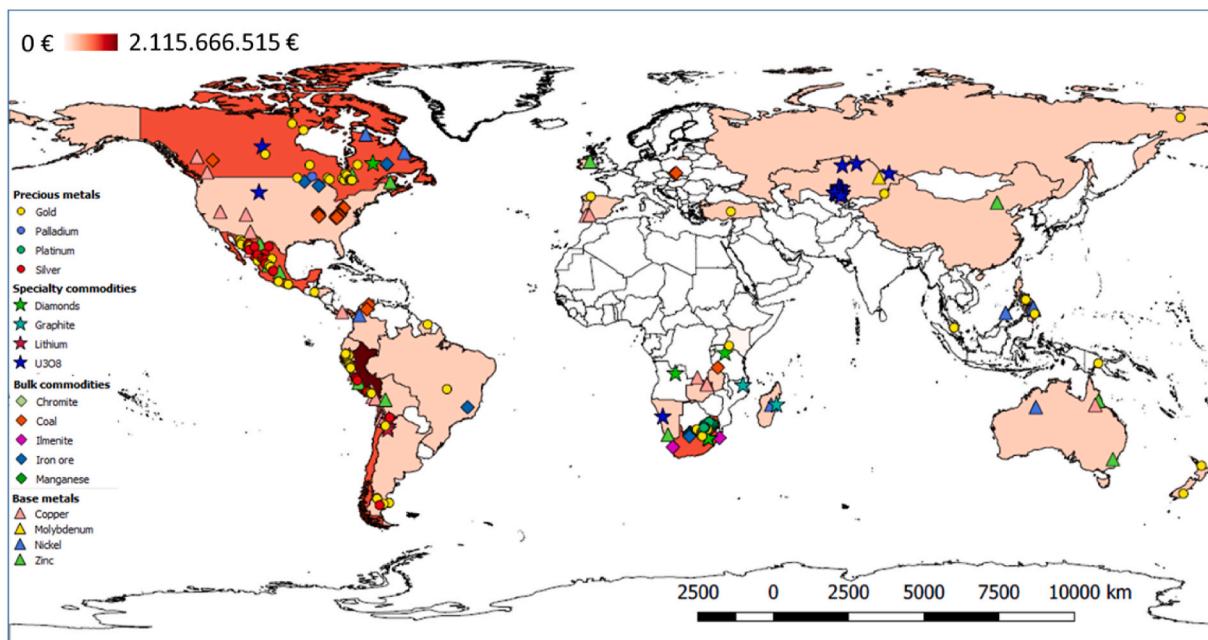 0 € 2.115.666.515 €
Precious metals
Gold
Palladium
Platinum
Silver
Specialty commodities
Diamonds
Graphite
Lithium
U3O8
Bulk commodities
Chromite
Coal
Ilmenite
Iron ore
Manganese
Base metals
Copper
Molybdenum
Nickel
Zinc
2500 0 2500 5000 7500 10000 km